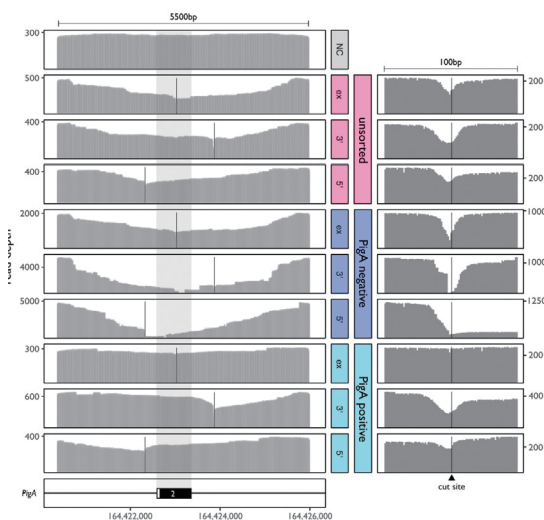 5500bp
100bp
300
NC
500
ex
200
400
3'
unsorted
200
400
5'
200
2000
ex
1000
4000
3'
PigA negative
1000
5000
5'
1250
300
ex
200
600
3'
PigA positive
400
400
5'
200
PigA
2
cut site
164,422,000
164,424,000
164,426,000